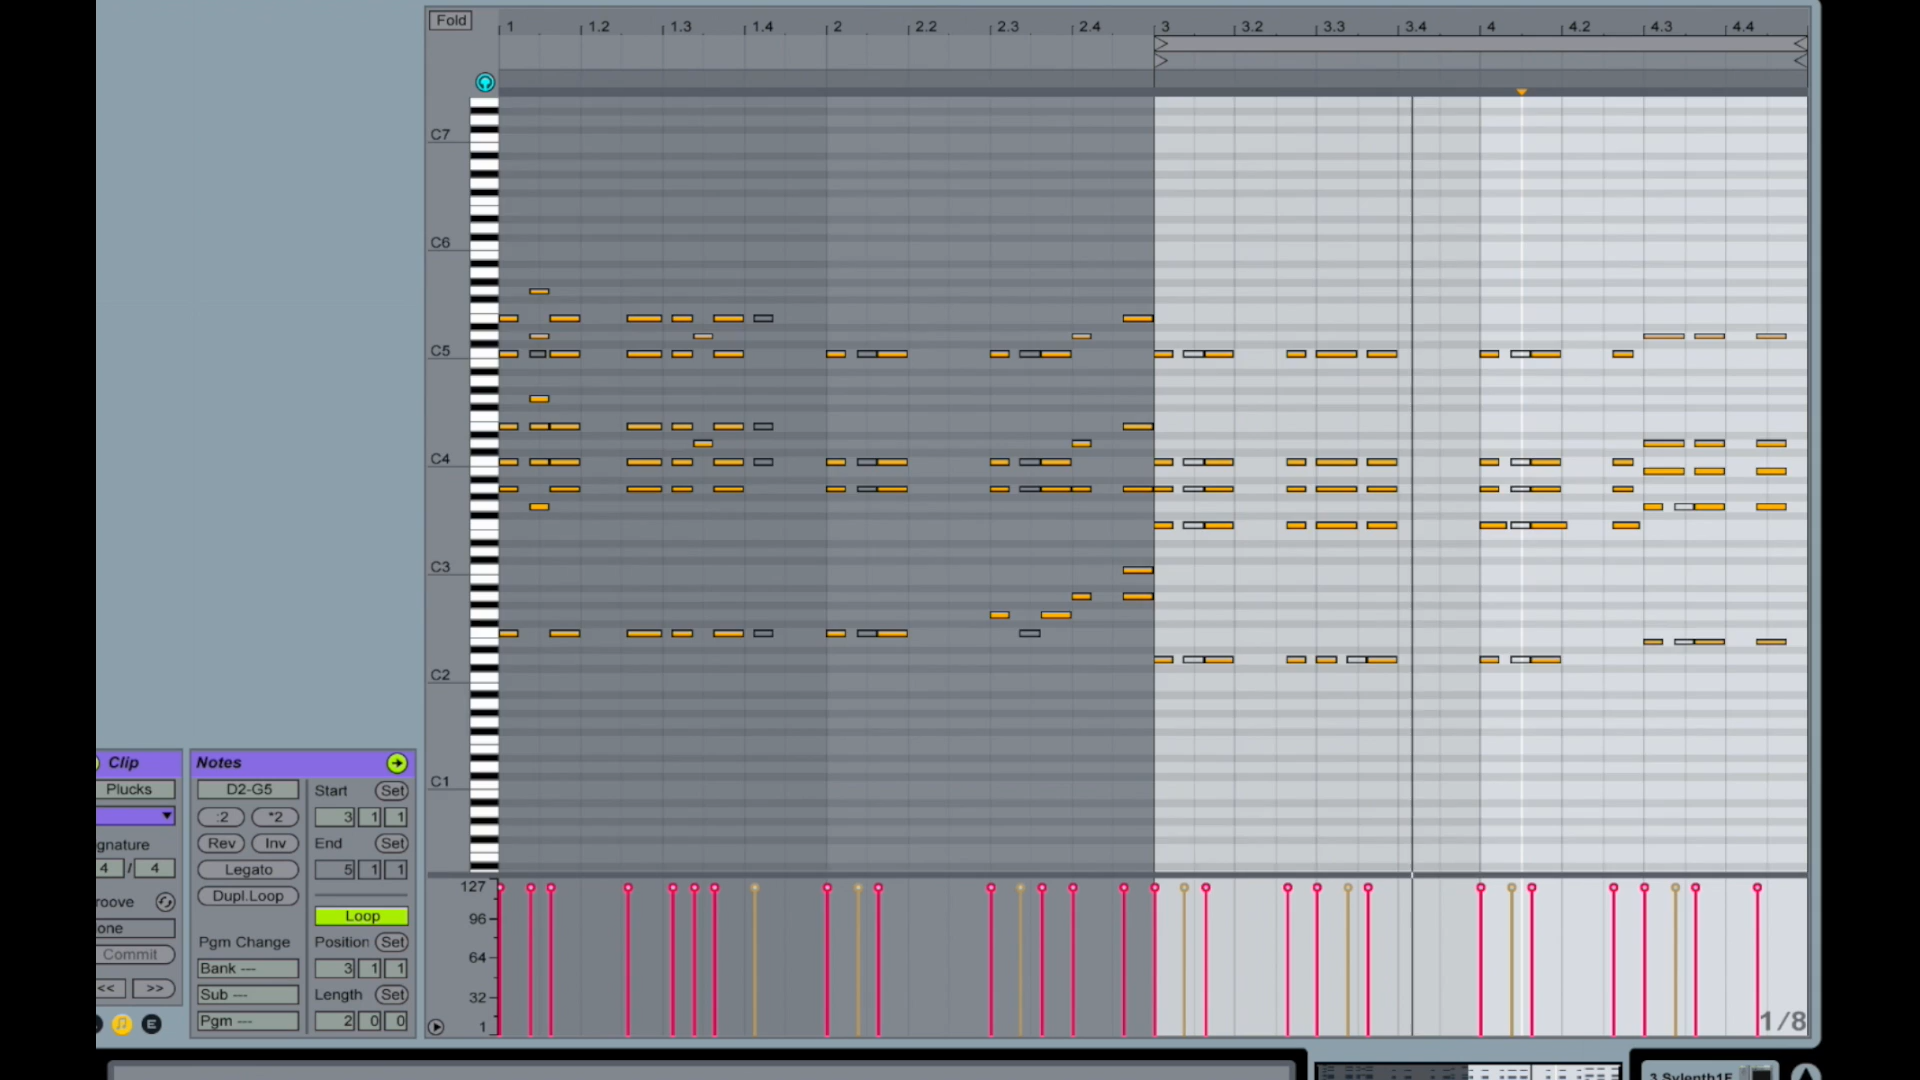 Fold
1 1.2 1.3 1.4 2 2.2 2.3 2.4 3 3.2 3.3 3.4 4 4.2 4.3 4.4
C7
C6
C5
C4
C3
C2
C1
Clip
Plucks
gnature
4 / 4
roove
one
Commit
<< >>
Notes
D2-G5
:2 *2
Rev Inv
Legato
Dupl.Loop
Pgm Change
Bank ---
Sub ---
Pgm ---
Start Set
3 1 1
End Set
5 1 1
Loop
Position Set
3 1 1
Length Set
2 0 0
127
96
64
32
1
1/8
3 Sylenth1F